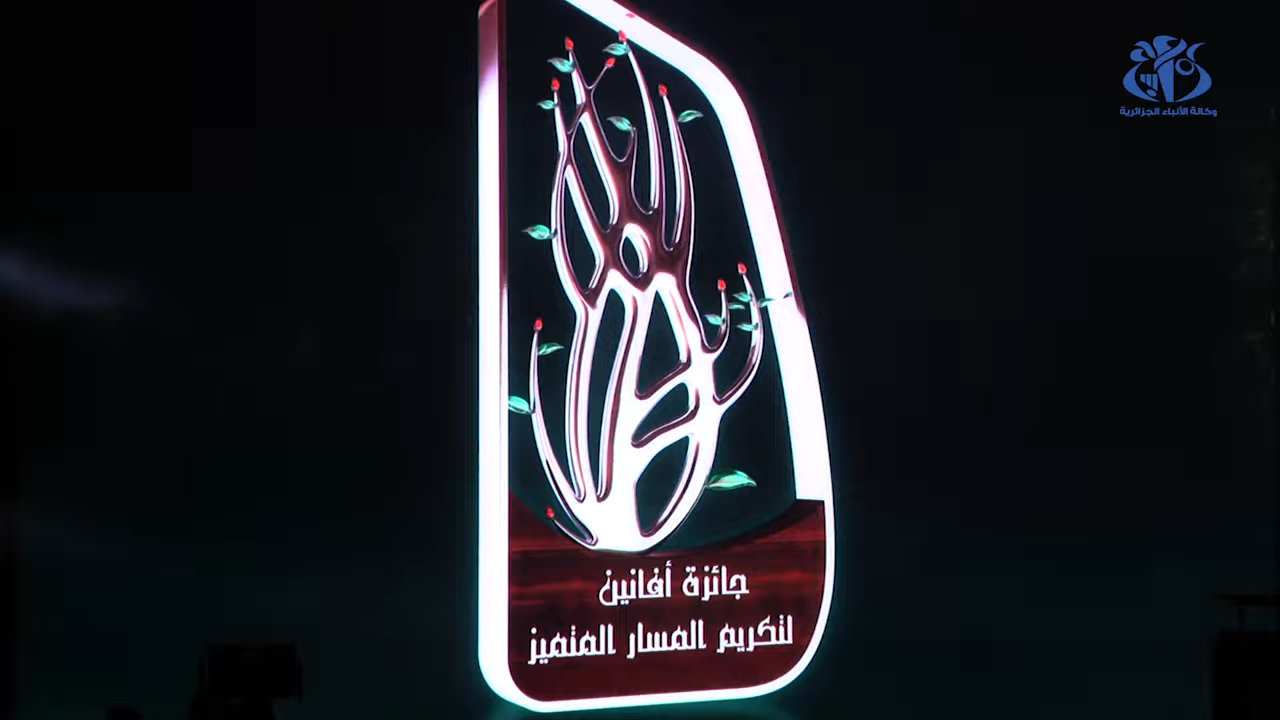 وكالة الأنباء الجزائرية
جائزة أفانين
لتكريم المسار المتميز